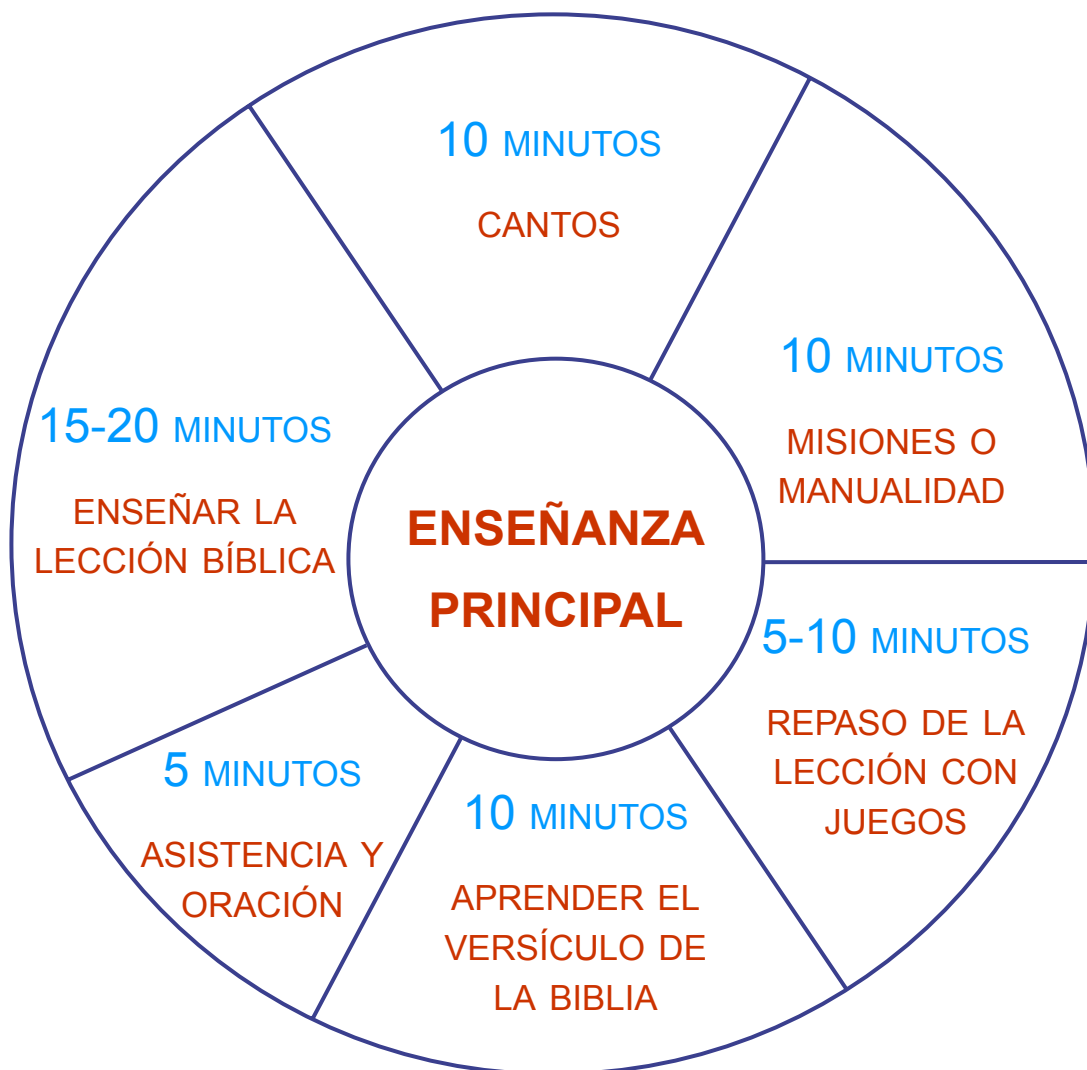 10 MINUTOS
CANTOS
10 MINUTOS
MISIONES O
MANUALIDAD
5-10 MINUTOS
REPASO DE LA
LECCIÓN CON
JUEGOS
10 MINUTOS
APRENDER EL
VERSÍCULO DE
LA BIBLIA
5 MINUTOS
ASISTENCIA Y
ORACIÓN
15-20 MINUTOS
ENSEÑAR LA
LECCIÓN BÍBLICA
ENSEÑANZA
PRINCIPAL